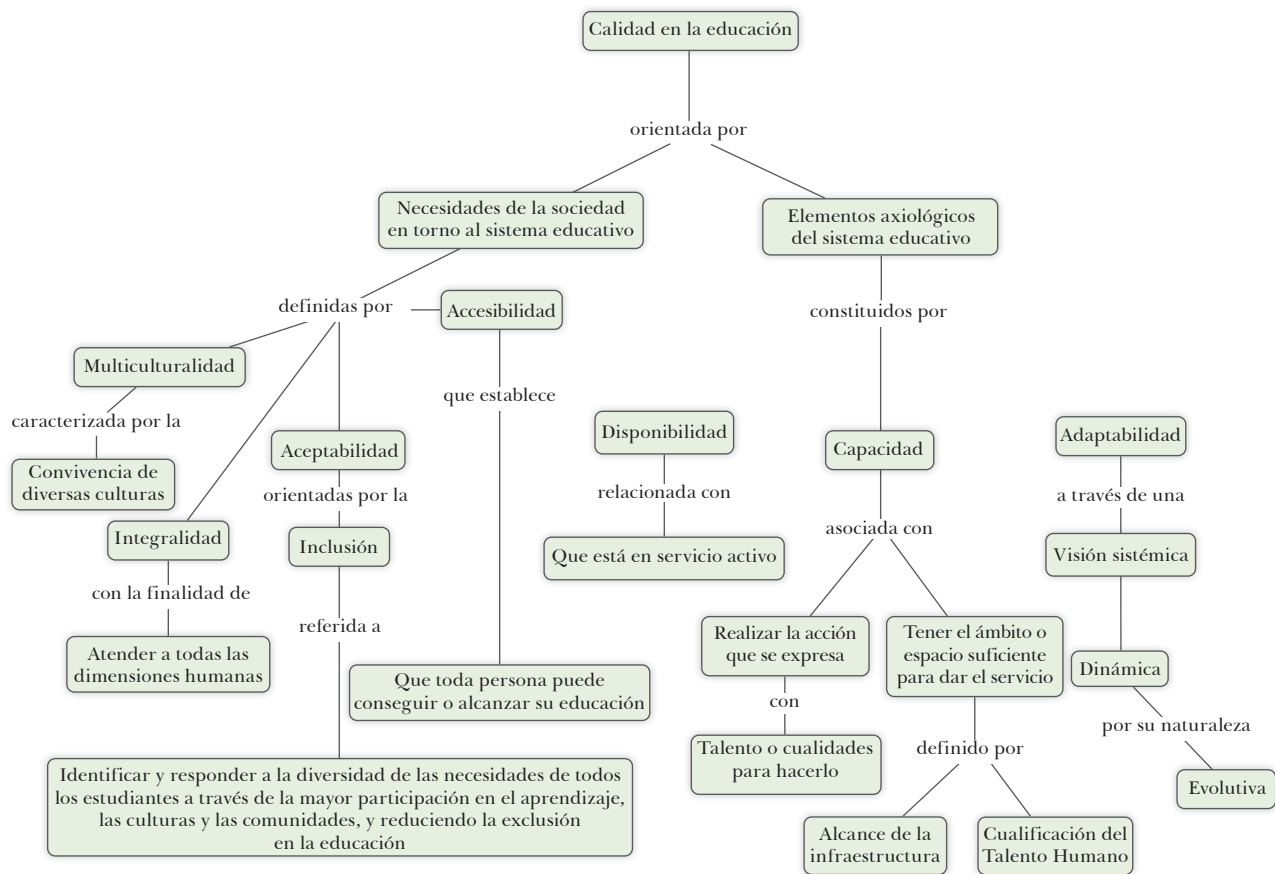 Calidad en la educación
orientada por
Necesidades de la sociedad
en torno al sistema educativo
Elementos axiológicos
del sistema educativo
definidas por
Accesibilidad
constituidos por
Multiculturalidad
que establece
caracterizada por la
Convivencia de
diversas culturas
Aceptabilidad
Disponibilidad
Capacidad
Adaptabilidad
orientadas por la
relacionada con
a través de una
Integralidad
Inclusión
Que está en servicio activo
asociada con
Visión sistémica
con la finalidad de
referida a
Atender a todas las
dimensiones humanas
Que toda persona puede
conseguir o alcanzar su educación
Realizar la acción
que se expresa
Tener el ámbito o
espacio suficiente
para dar el servicio
Dinámica
con
por su naturaleza
Talento o cualidades
para hacerlo
definido por
Evolutiva
Identificar y responder a la diversidad de las necesidades de todos
los estudiantes a través de la mayor participación en el aprendizaje,
las culturas y las comunidades, y reduciendo la exclusión
en la educación
Alcance de la
infraestructura
Cualificación del
Talento Humano